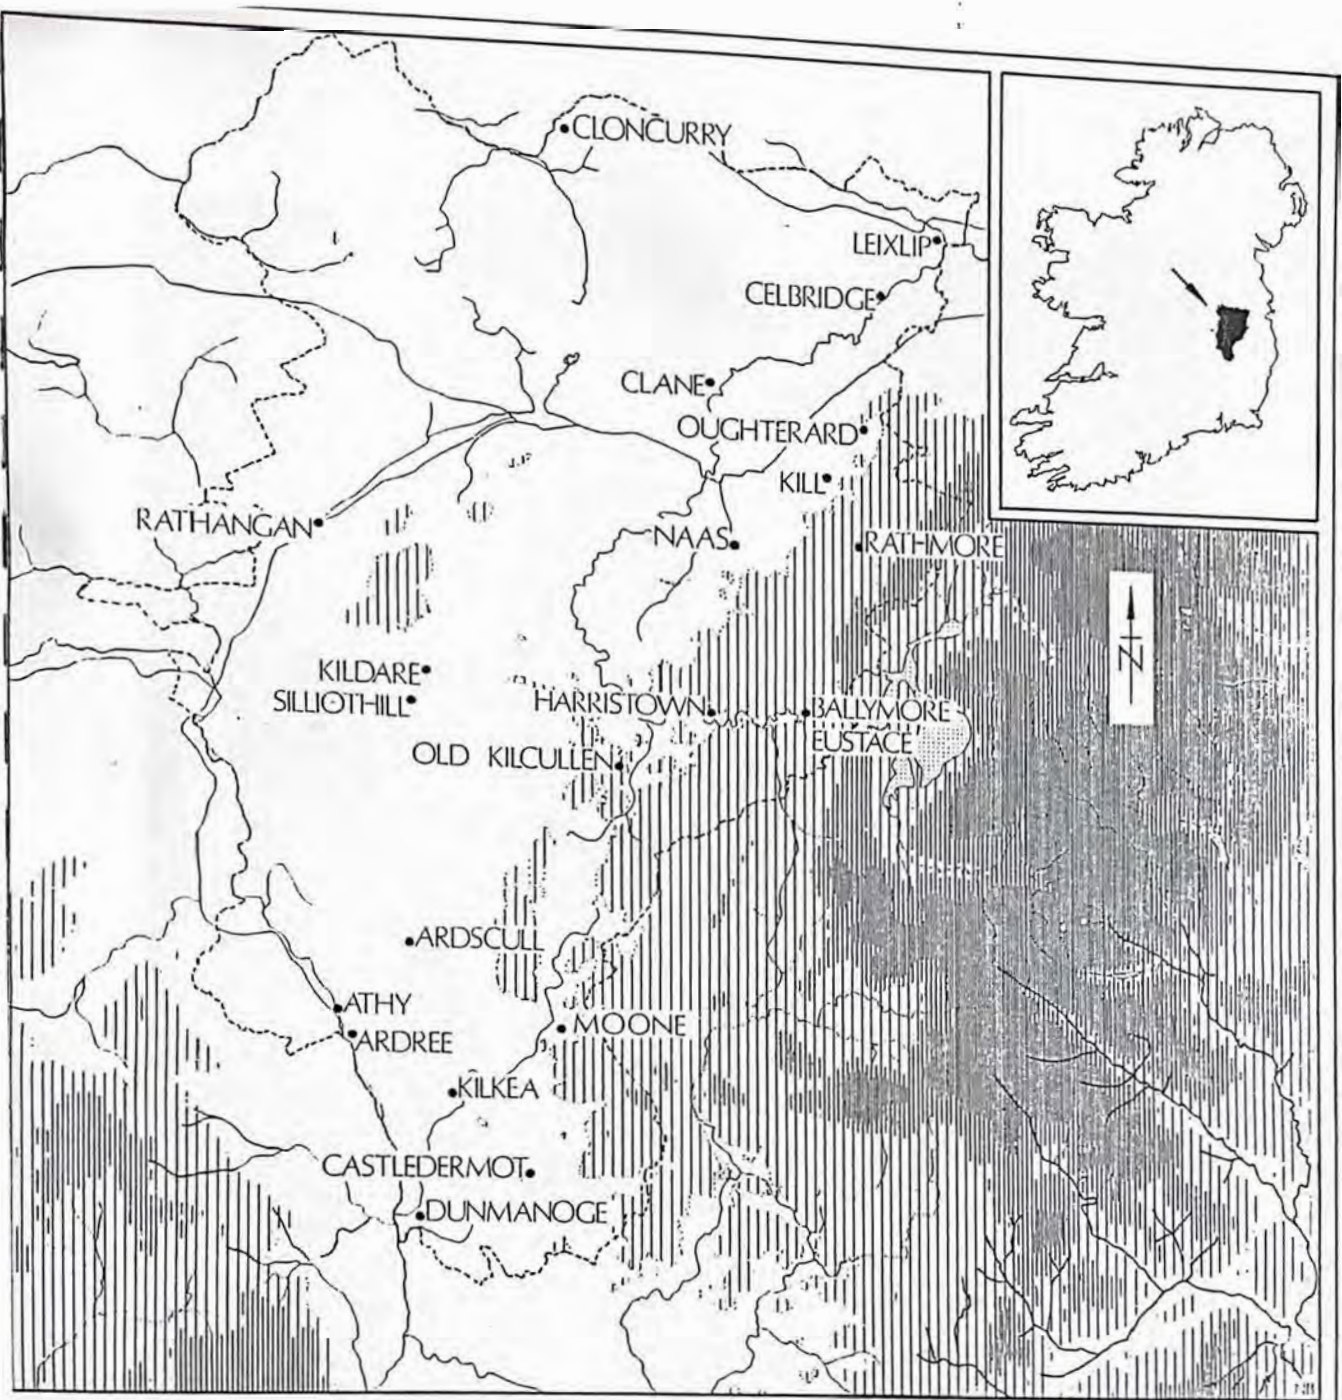 CLONCURRY
LEIXLIP
CELBRIDGE
CLANE
OUGHTERARD
KILL
RATHANGAN
NAAS
RATHMORE
N
KILDARE
SILLIOTHILL
HARRISTOWN
BALLYMORE
EUSTACE
OLD KILCULLEN
ARDSCULL
ATHY
MOONE
ARDREE
KILKEA
CASTLEDERMOT
DUNMANOGE